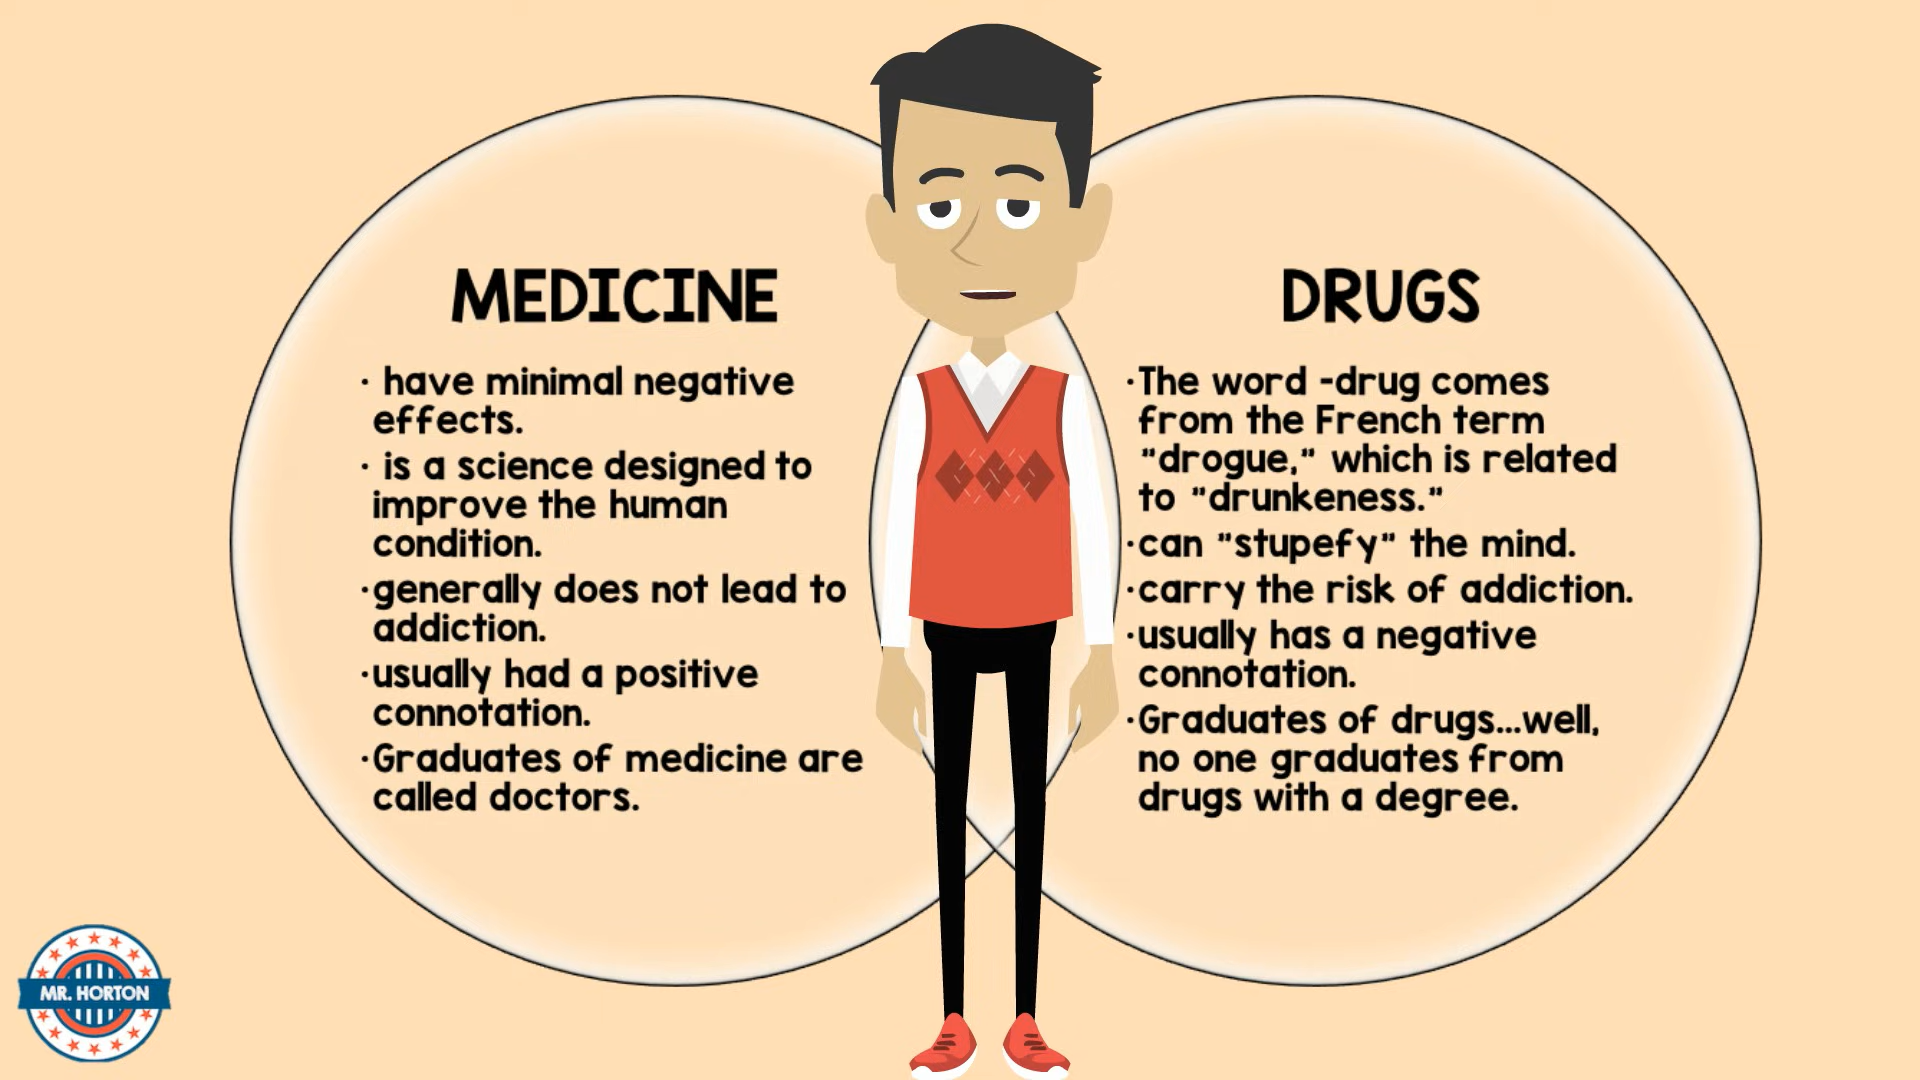 MEDICINE
· have minimal negative
effects.
· is a science designed to
improve the human
condition.
·generally does not lead to
addiction.
·usually had a positive
connotation.
·Graduates of medicine are
called doctors.
DRUGS
·The word -drug comes
from the French term
"drogue," which is related
to "drunkeness."
·can "stupefy" the mind.
·carry the risk of addiction.
·usually has a negative
connotation.
·Graduates of drugs...well,
no one graduates from
drugs with a degree.
MR. HORTON